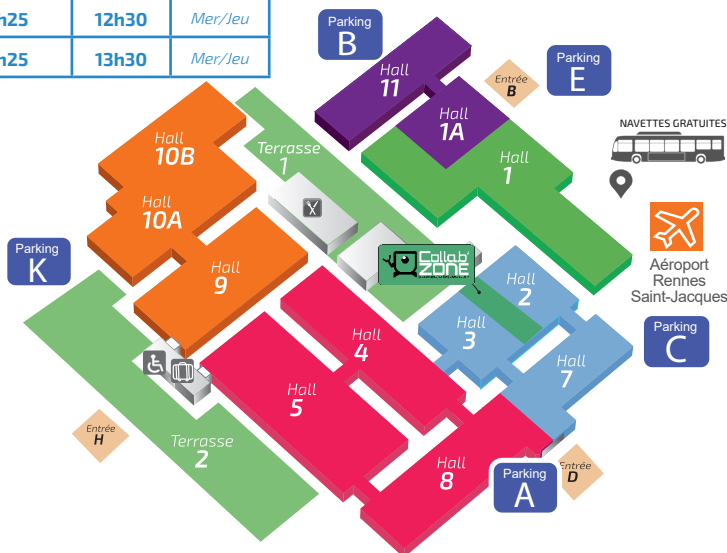 12h30
Mer/Jeu
13h30
Mer/Jeu
Parking
B
Hall
11
Parking
E
Entrée
B
Hall
1A
NAVETTES GRATUITES
Hall
10B
Terrasse
1
Hall
1
Hall
10A
Aéroport
Rennes
Saint-Jacques
Parking
K
Hall
9
Collab'
ZONE
Hall
2
Hall
3
Parking
C
Hall
4
Hall
7
Hall
5
Entrée
H
Terrasse
2
Hall
8
Parking
A
Entrée
D